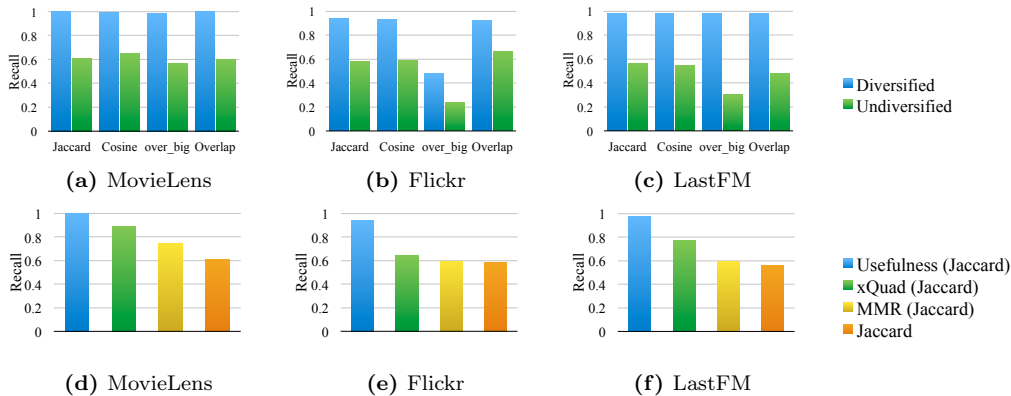 Recall
1
0.8
0.6
0.4
0.2
0
Jaccard Cosine over_big Overlap
(a) MovieLens
Recall
1
0.8
0.6
0.4
0.2
0
Jaccard Cosine over_big Overlap
(b) Flickr
Recall
1
0.8
0.6
0.4
0.2
0
Jaccard Cosine over_big Overlap
(c) LastFM
Diversified
Undiversified
Recall
1
0.8
0.6
0.4
0.2
0
(d) MovieLens
Recall
1
0.8
0.6
0.4
0.2
0
(e) Flickr
Recall
1
0.8
0.6
0.4
0.2
0
(f) LastFM
Usefulness (Jaccard)
xQuad (Jaccard)
MMR (Jaccard)
Jaccard